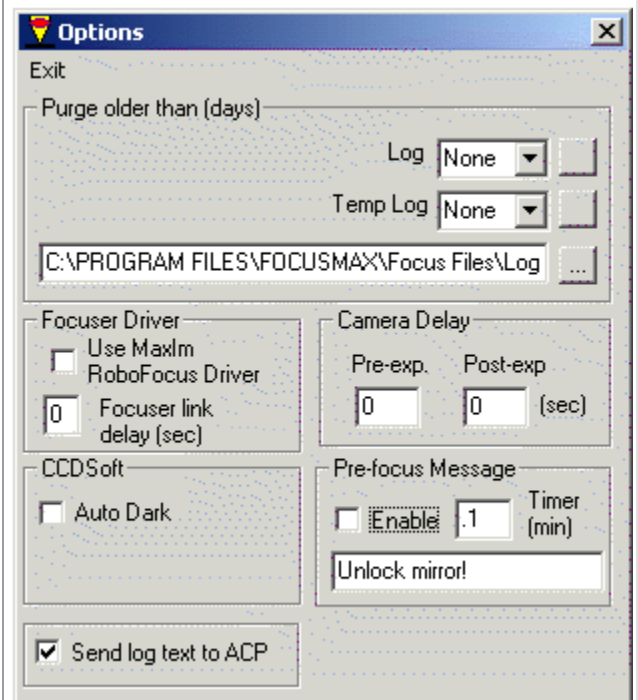 Options
Exit
Purge older than (days)
Log None
Temp Log None
C:\PROGRAM FILES\FOCUSMAX\Focus Files\Log ...
Focuser Driver
Use MaxIm
RoboFocus Driver
0 Focuser link
delay (sec)
Camera Delay
Pre-exp. Post-exp
0 0 (sec)
CCDSoft
Auto Dark
Pre-focus Message
Enable .1 Timer
(min)
Unlock mirror!
Send log text to ACP